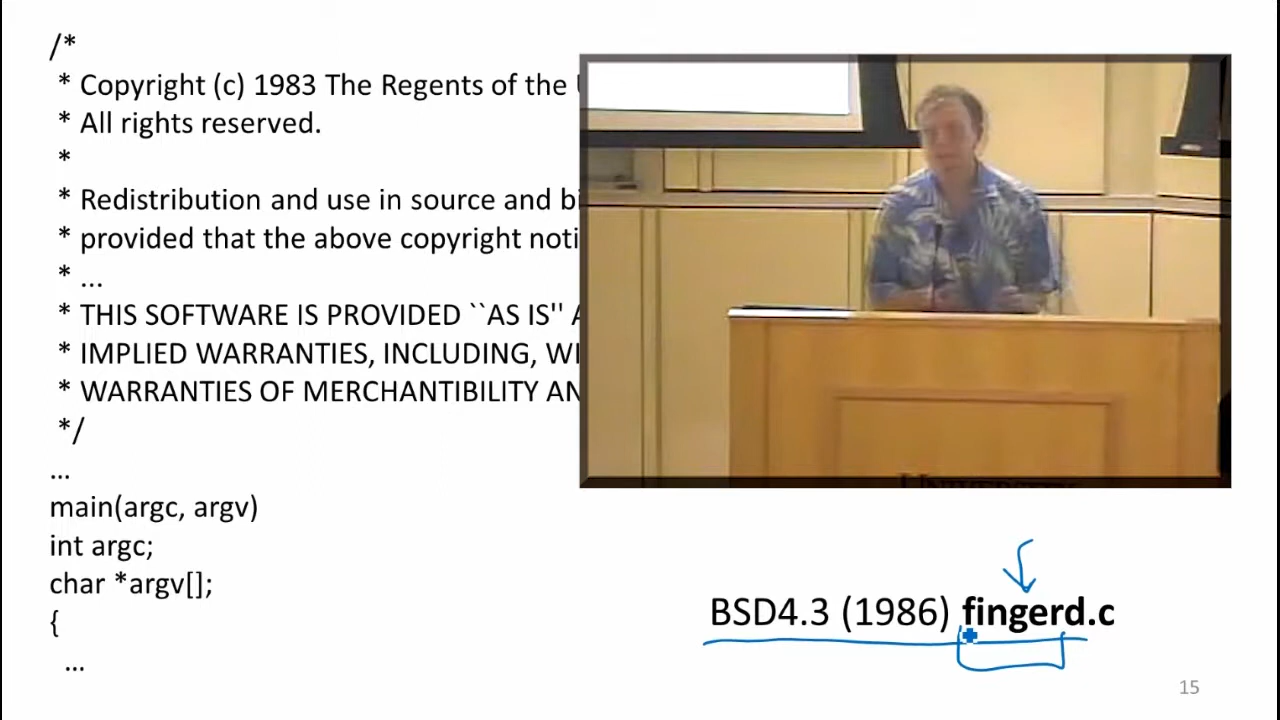 /*
* Copyright (c) 1983 The Regents of the
* All rights reserved.
*
* Redistribution and use in source and bi
* provided that the above copyright noti
* ...
* THIS SOFTWARE IS PROVIDED ``AS IS'' A
* IMPLIED WARRANTIES, INCLUDING, WI
* WARRANTIES OF MERCHANTIBILITY AN
*/
...
main(argc, argv)
int argc;
char *argv[];
{
...
UNIVERSITY
BSD4.3 (1986) fingerd.c
15